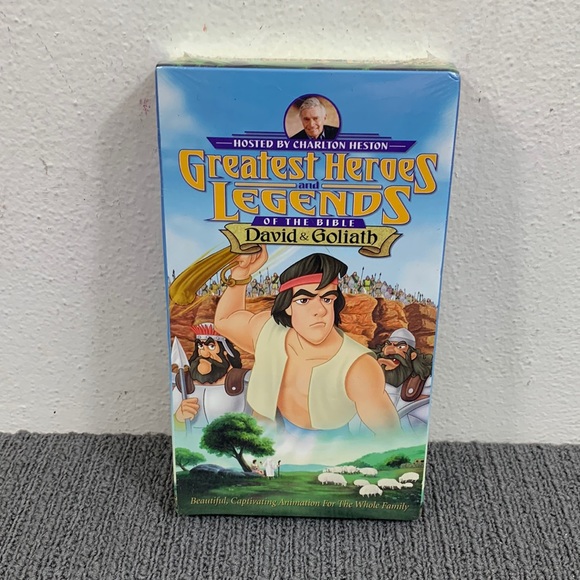 HOSTED BY CHARLTON HESTON
Greatest Heroes
and
LEGENDS
OF THE BIBLE
David & Goliath
Beautiful, Captivating Animation For The Whole Family